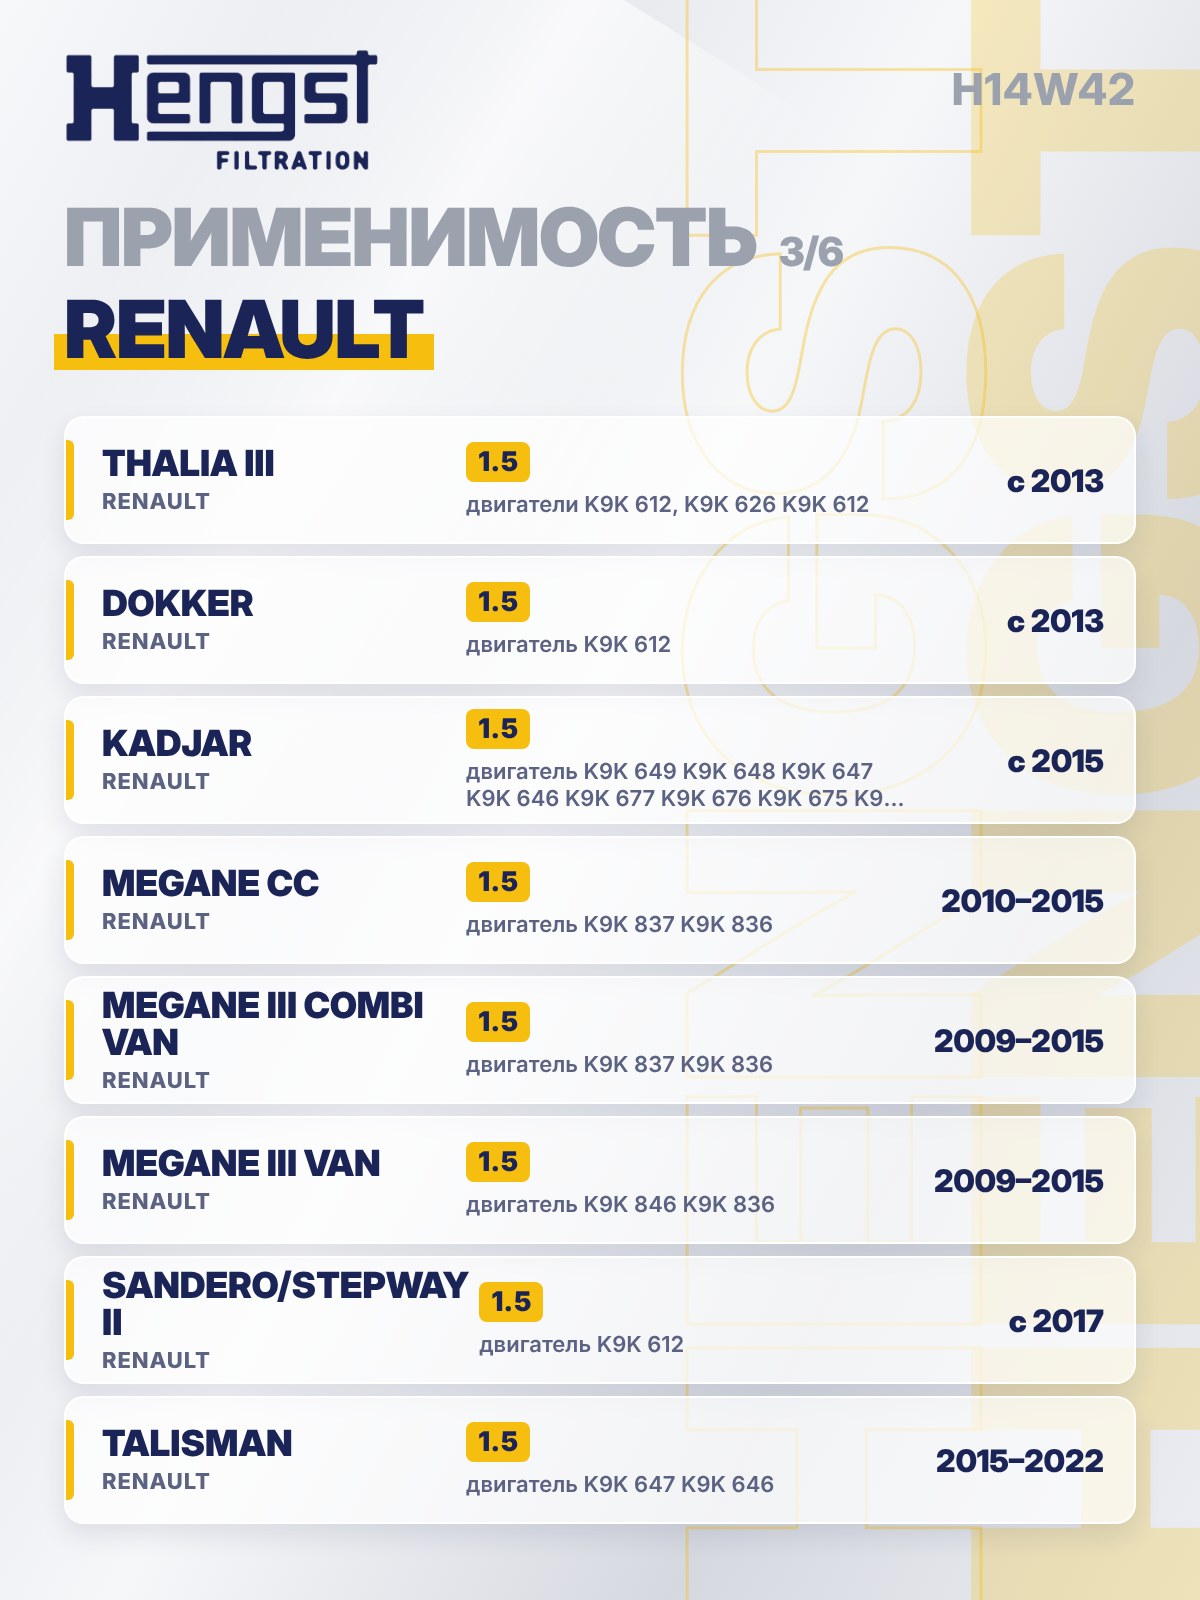 Hengst
FILTRATION
H14W42
ПРИМЕНИМОСТЬ 3/6
RENAULT
THALIA III
RENAULT
1.5
двигатели K9K 612, K9K 626 K9K 612
с 2013
DOKKER
RENAULT
1.5
двигатель K9K 612
с 2013
KADJAR
RENAULT
1.5
двигатель K9K 649 K9K 648 K9K 647
K9K 646 K9K 677 K9K 676 K9K 675 K9...
с 2015
MEGANE CC
RENAULT
1.5
двигатель K9K 837 K9K 836
2010–2015
MEGANE III COMBI
VAN
RENAULT
1.5
двигатель K9K 837 K9K 836
2009–2015
MEGANE III VAN
RENAULT
1.5
двигатель K9K 846 K9K 836
2009–2015
SANDERO/STEPWAY
II
RENAULT
1.5
двигатель K9K 612
с 2017
TALISMAN
RENAULT
1.5
двигатель K9K 647 K9K 646
2015–2022
HENGST
HENGST